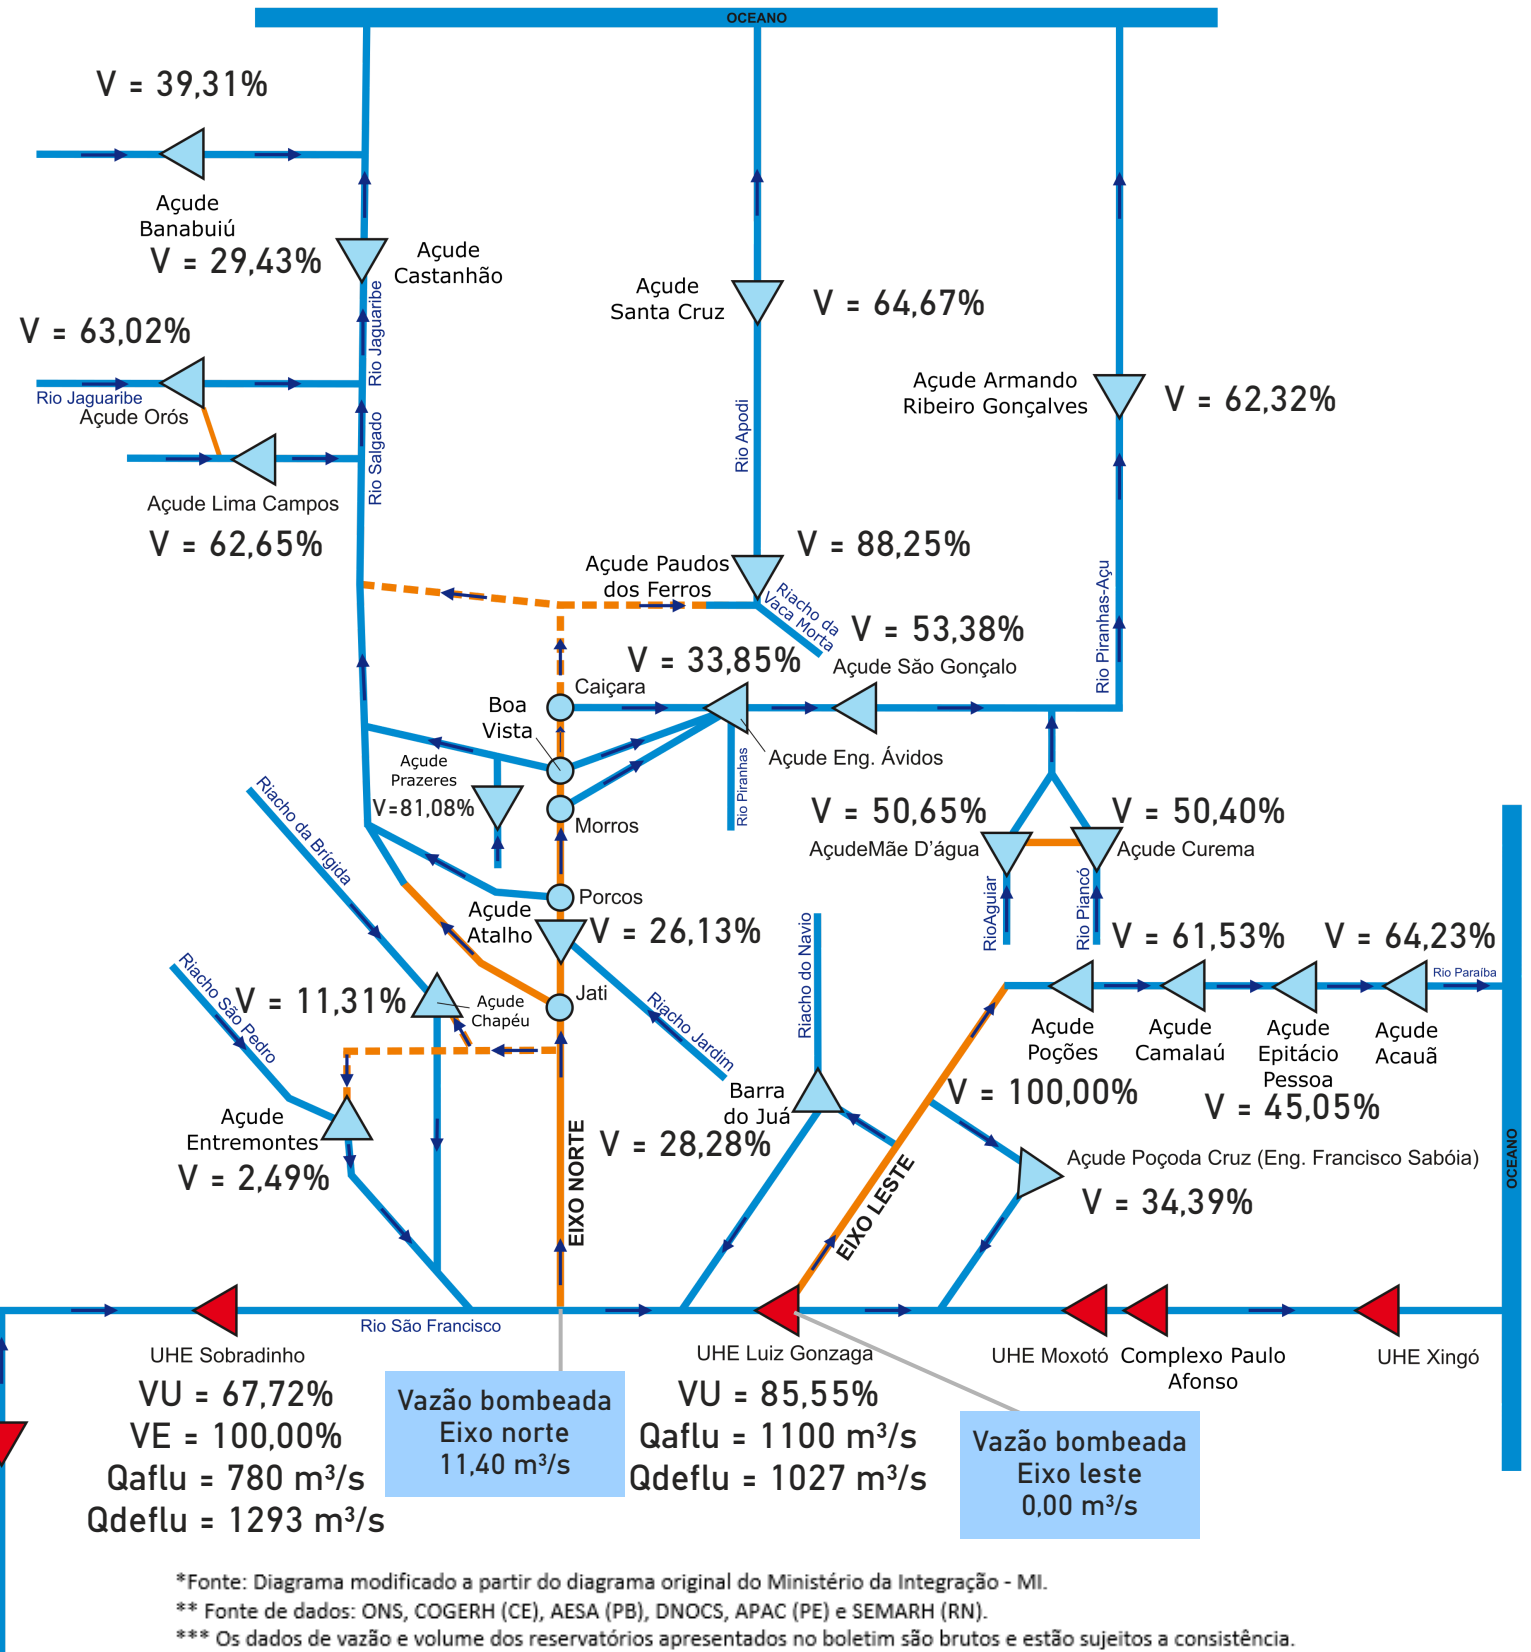 OCEANO
V = 39,31%
Açude
Banabuiú
V = 29,43%
Açude
Castanhão
Rio Jaguaribe
V = 63,02%
Rio Jaguaribe
Açude Orós
Rio Salgado
Açude Lima Campos
V = 62,65%
Açude
Santa Cruz
V = 64,67%
Rio Apodi
Açude Armando
Ribeiro Gonçalves
V = 62,32%
Rio Piranhas-Açu
Açude Paudos
dos Ferros
V = 88,25%
Riacho da
Vaca Morta
V = 53,38%
Açude São Gonçalo
V = 33,85%
Caiçara
Boa
Vista
Açude Eng. Ávidos
Rio Piranhas
Açude
Prazeres
V=81,08%
Morros
Riacho da Brígida
V = 50,65%
AçudeMãe D'água
V = 50,40%
Açude Curema
RioAguiar
Rio Piancó
Porcos
Açude
Atalho
V = 26,13%
Riacho do Navio
V = 61,53%
V = 64,23%
Rio Paraíba
Riacho São Pedro
V = 11,31%
Açude
Chapéu
Jati
Riacho Jardim
Açude
Poções
Açude
Camalaú
Açude
Epitácio
Pessoa
Açude
Acauã
V = 100,00%
V = 45,05%
Barra
do Juá
V = 28,28%
Açude
Entremontes
V = 2,49%
EIXO NORTE
EIXO LESTE
Açude Poçoda Cruz (Eng. Francisco Sabóia)
V = 34,39%
OCEANO
Rio São Francisco
UHE Sobradinho
VU = 67,72%
VE = 100,00%
Qaflu = 780 m³/s
Qdeflu = 1293 m³/s
Vazão bombeada
Eixo norte
11,40 m³/s
UHE Luiz Gonzaga
VU = 85,55%
Qaflu = 1100 m³/s
Qdeflu = 1027 m³/s
Vazão bombeada
Eixo leste
0,00 m³/s
UHE Moxotó
Complexo Paulo
Afonso
UHE Xingó
*Fonte: Diagrama modificado a partir do diagrama original do Ministério da Integração - MI.
** Fonte de dados: ONS, COGERH (CE), AESA (PB), DNOCS, APAC (PE) e SEMARH (RN).
*** Os dados de vazão e volume dos reservatórios apresentados no boletim são brutos e estão sujeitos a consistência.